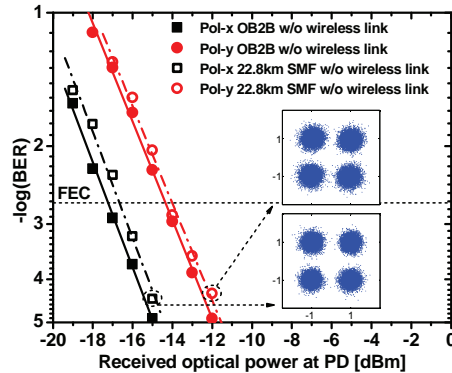 1
Pol-x OB2B w/o wireless link
Pol-y OB2B w/o wireless link
Pol-x 22.8km SMF w/o wireless link
Pol-y 22.8km SMF w/o wireless link
2
-log(BER)
FEC
3
4
5
1
-1
1
-1
-1 1
-20 -18 -16 -14 -12 -10 -8 -6 -4 -2 0
Received optical power at PD [dBm]